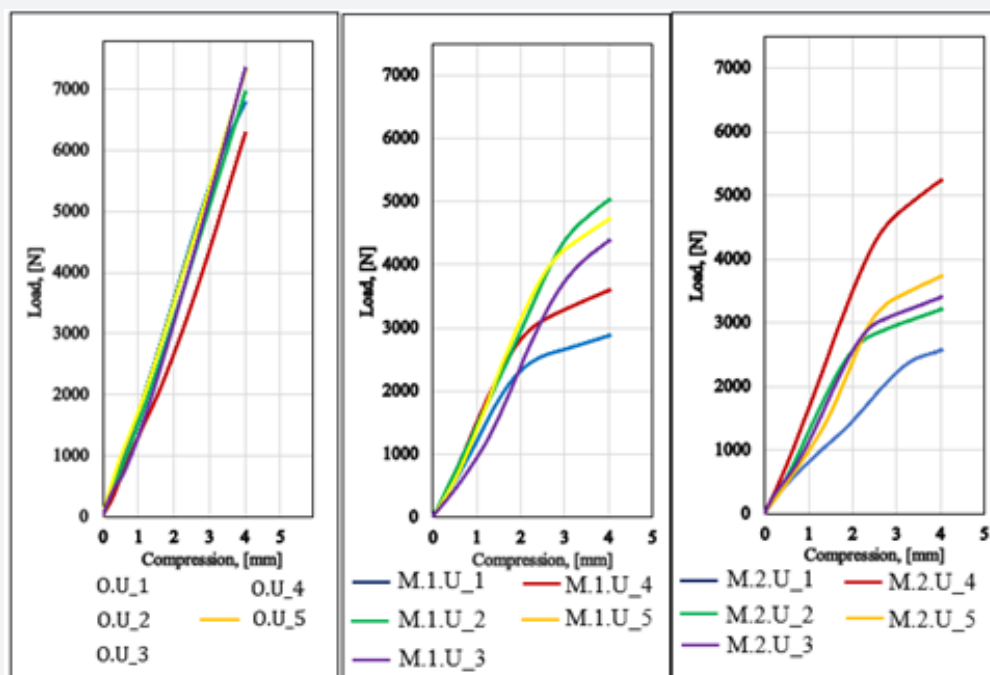 7000
6000
5000
4000
3000
2000
1000
0
Load, [N]
0 1 2 3 4 5
Compression, [mm]
O.U_1 O.U_4
O.U_2 O.U_5
O.U_3
7000
6000
5000
4000
3000
2000
1000
0
Load, [N]
0 1 2 3 4 5
Compression, [mm]
M.1.U_1 M.1.U_4
M.1.U_2 M.1.U_5
M.1.U_3
7000
6000
5000
4000
3000
2000
1000
0
Load, [N]
0 1 2 3 4 5
Compression, [mm]
M.2.U_1 M.2.U_4
M.2.U_2 M.2.U_5
M.2.U_3